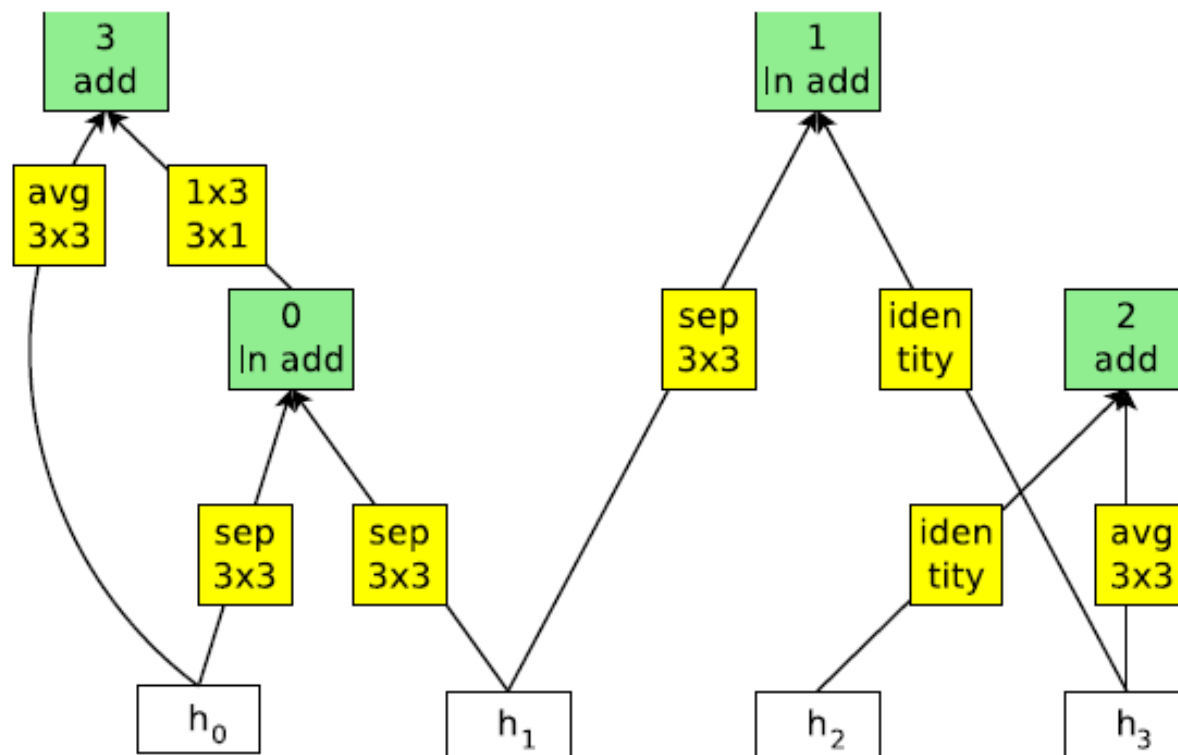 3
add
1
ln add
avg
3x3
1x3
3x1
0
ln add
sep
3x3
iden
tity
2
add
sep
3x3
sep
3x3
iden
tity
avg
3x3
h0
h1
h2
h3